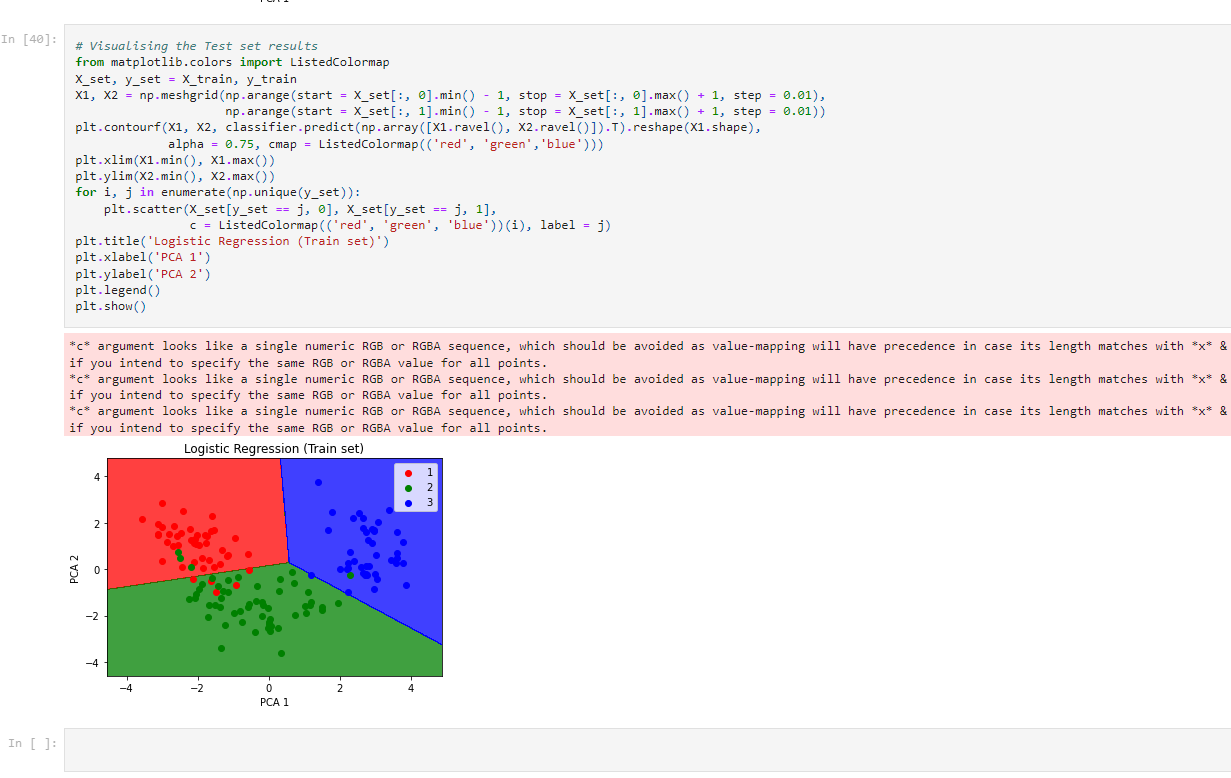 PCA 1
In [40]:
# Visualising the Test set results
from matplotlib.colors import ListedColormap
X_set, y_set = X_train, y_train
X1, X2 = np.meshgrid(np.arange(start = X_set[:, 0].min() - 1, stop = X_set[:, 0].max() + 1, step = 0.01),
np.arange(start = X_set[:, 1].min() - 1, stop = X_set[:, 1].max() + 1, step = 0.01))
plt.contourf(X1, X2, classifier.predict(np.array([X1.ravel(), X2.ravel()]).T).reshape(X1.shape),
alpha = 0.75, cmap = ListedColormap(('red', 'green','blue')))
plt.xlim(X1.min(), X1.max())
plt.ylim(X2.min(), X2.max())
for i, j in enumerate(np.unique(y_set)):
plt.scatter(X_set[y_set == j, 0], X_set[y_set == j, 1],
c = ListedColormap(('red', 'green', 'blue'))(i), label = j)
plt.title('Logistic Regression (Train set)')
plt.xlabel('PCA 1')
plt.ylabel('PCA 2')
plt.legend()
plt.show()
*c* argument looks like a single numeric RGB or RGBA sequence, which should be avoided as value-mapping will have precedence in case its length matches with *x* &
if you intend to specify the same RGB or RGBA value for all points.
*c* argument looks like a single numeric RGB or RGBA sequence, which should be avoided as value-mapping will have precedence in case its length matches with *x* &
if you intend to specify the same RGB or RGBA value for all points.
*c* argument looks like a single numeric RGB or RGBA sequence, which should be avoided as value-mapping will have precedence in case its length matches with *x* &
if you intend to specify the same RGB or RGBA value for all points.
Logistic Regression (Train set)
1
2
3
4
2
0
−2
−4
PCA 2
−4 −2 0 2 4
PCA 1
In [ ]: